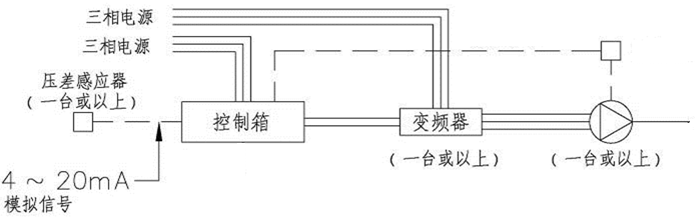 三相电源
三相电源
压差感应器
（一台或以上）
控制箱
变频器
（一台或以上）
（一台或以上）
4 ~ 20mA
模拟信号